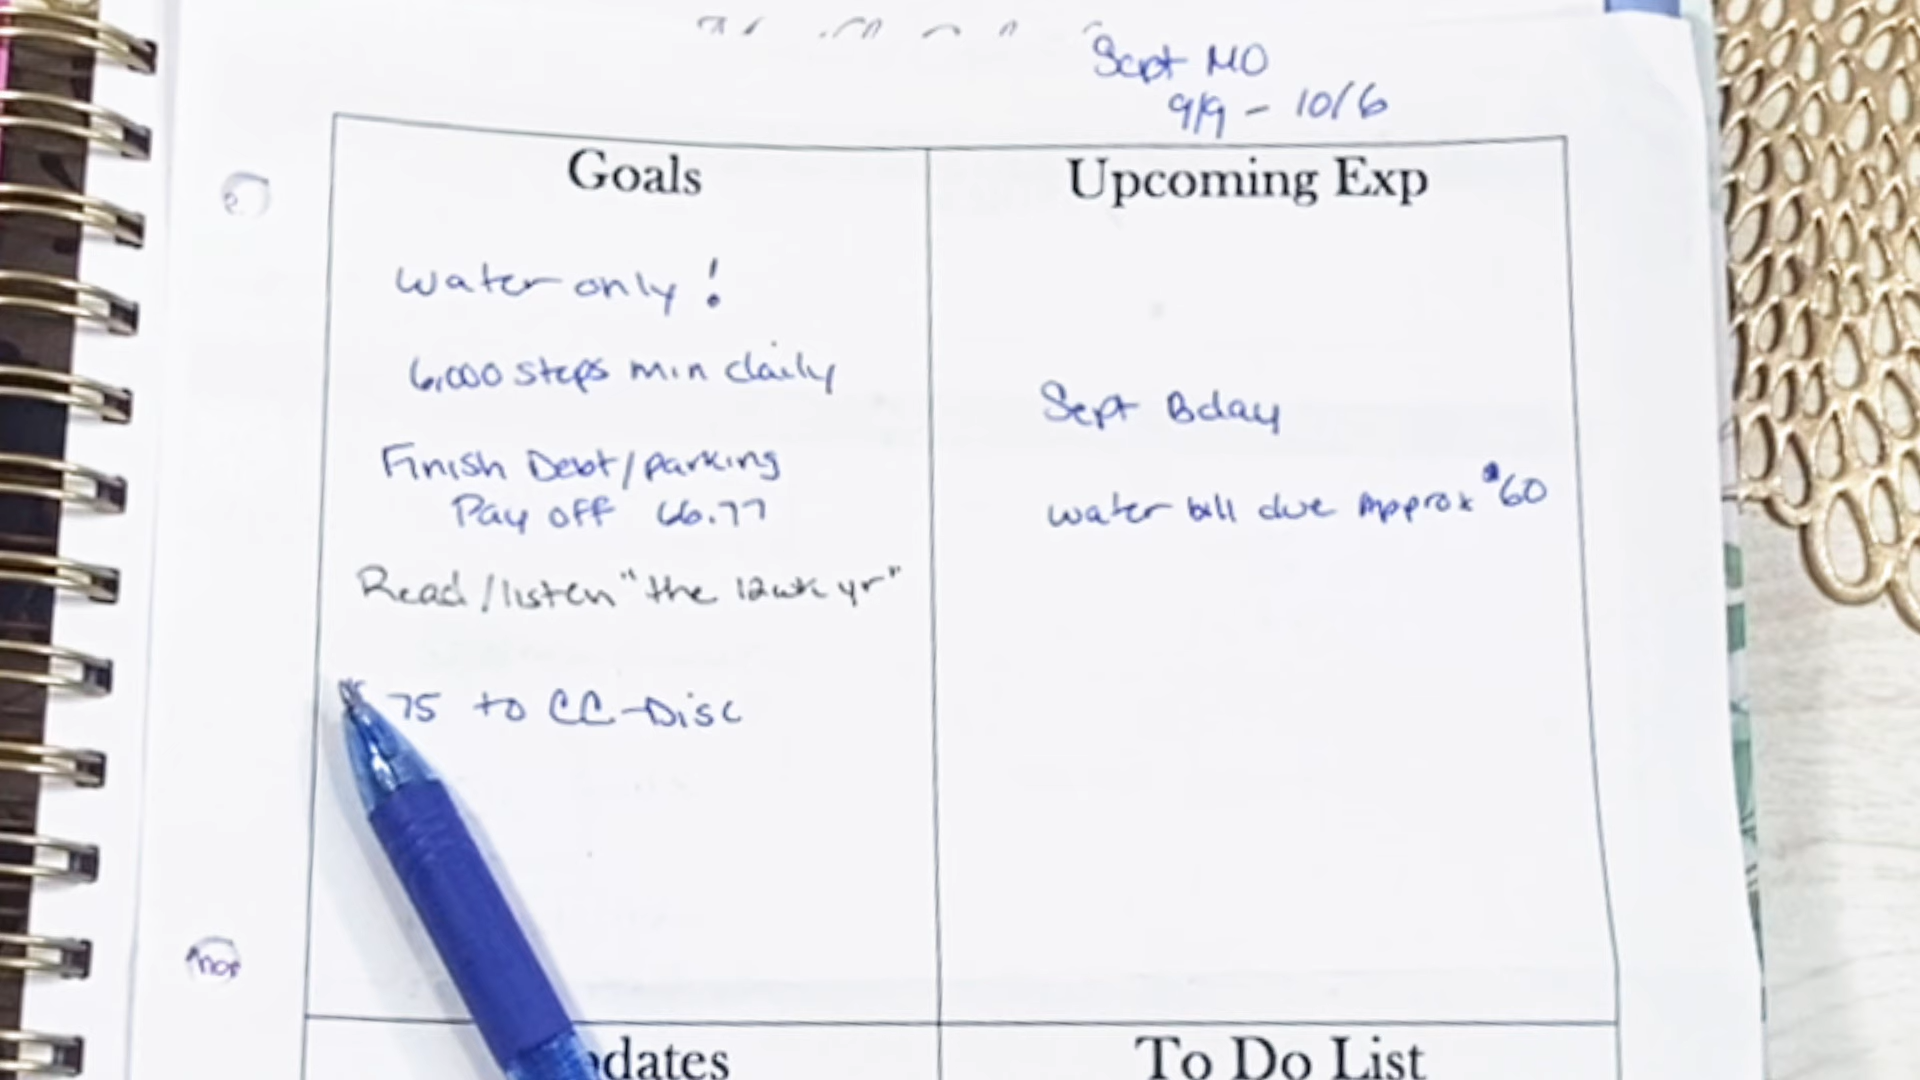 Sept MO
9/9 - 10/6
Goals
Upcoming Exp
water only !
6,000 steps min daily
Finish Debt/parking
Pay off 66.77
Read/listen "the 12wk yr"
75 to CC-Disc
Sept Bday
water bill due Approx $60
To Do List